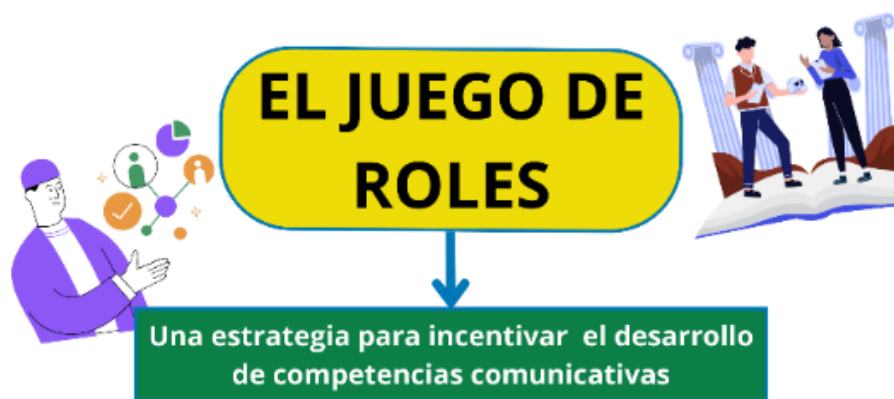 EL JUEGO DE
ROLES
Una estrategia para incentivar el desarrollo
de competencias comunicativas